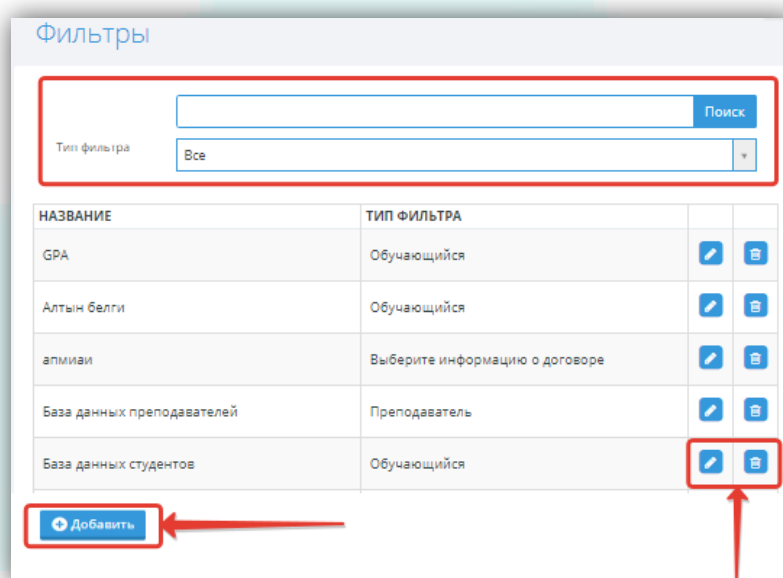 Фильтры
Поиск
Тип фильтра Все
НАЗВАНИЕ ТИП ФИЛЬТРА
GPA Обучающийся
Алтын белги Обучающийся
апмиаи Выберите информацию о договоре
База данных преподавателей Преподаватель
База данных студентов Обучающийся
Добавить